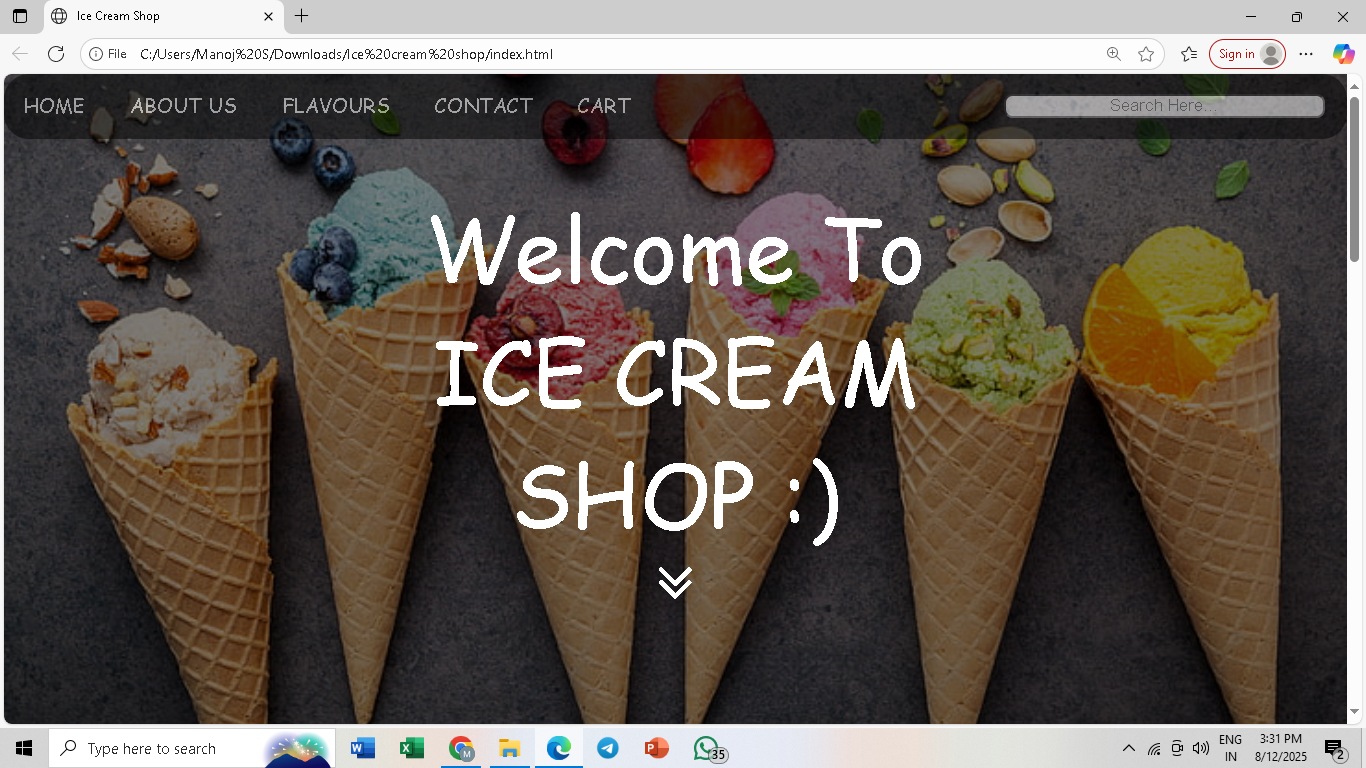 Ice Cream Shop
File C:/Users/Manoj%20S/Downloads/Ice%20cream%20shop/index.html
Sign in
HOME ABOUT US FLAVOURS CONTACT CART
Search Here...
Welcome To
ICE CREAM
SHOP :)
Type here to search
W
X
M
P
35
ENG
IN
3:31 PM
8/12/2025
2